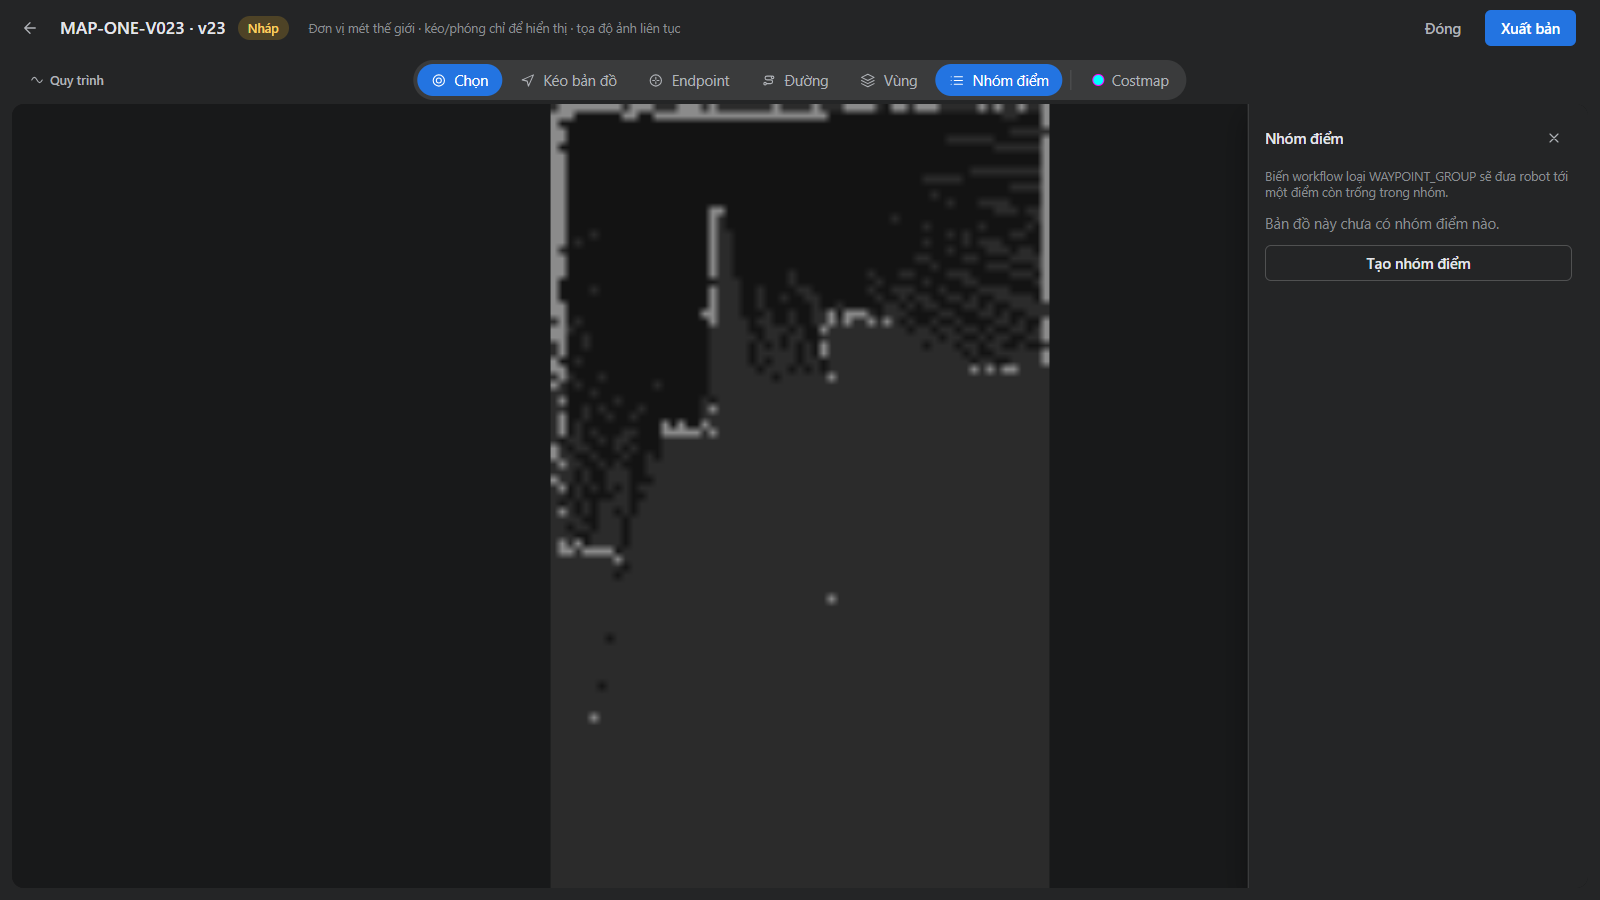 MAP-ONE-V023 · v23
Nháp
Đơn vị mét thế giới · kéo/phóng chỉ để hiển thị · tọa độ ảnh liên tục
Đóng
Xuất bản
Quy trình
Chọn
Kéo bản đồ
Endpoint
Đường
Vùng
Nhóm điểm
Costmap
Nhóm điểm
Biến workflow loại WAYPOINT_GROUP sẽ đưa robot tới
một điểm còn trống trong nhóm.
Bản đồ này chưa có nhóm điểm nào.
Tạo nhóm điểm